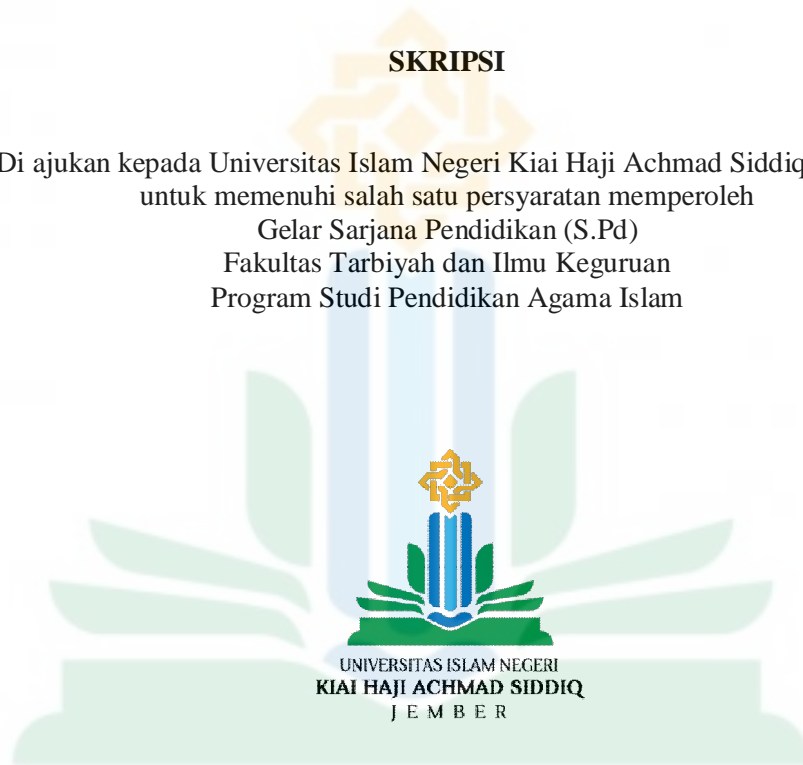 SKRIPSI
Di ajukan kepada Universitas Islam Negeri Kiai Haji Achmad Siddiq
untuk memenuhi salah satu persyaratan memperoleh
Gelar Sarjana Pendidikan (S.Pd)
Fakultas Tarbiyah dan Ilmu Keguruan
Program Studi Pendidikan Agama Islam
UNIVERSITAS ISLAM NEGERI
KIAI HAJI ACHMAD SIDDIQ
JEMBER